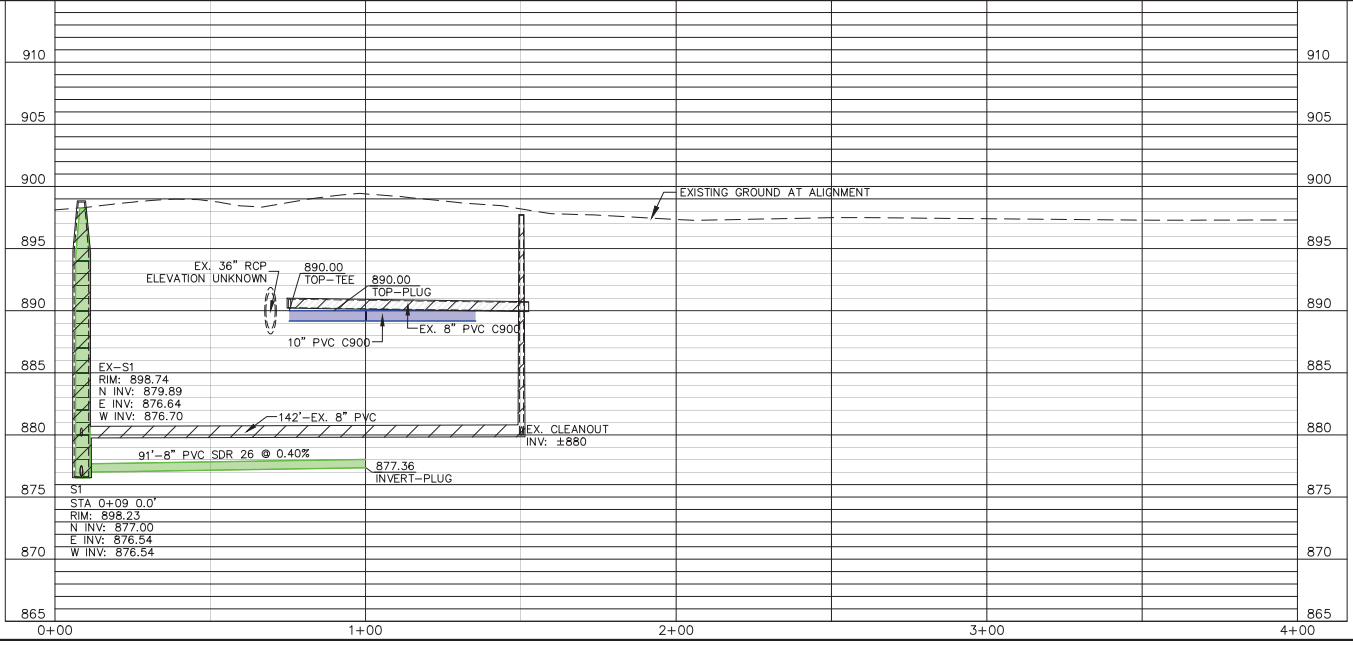 910
910
905
905
900
900
EXISTING GROUND AT ALIGNMENT
895
895
EX. 36" RCP
ELEVATION UNKNOWN
890.00
TOP-TEE
890.00
TOP-PLUG
890
890
EX. 8" PVC C900
10" PVC C900
885
885
EX-S1
RIM: 898.74
N INV: 879.89
E INV: 876.64
W INV: 876.70
142'-EX. 8" PVC
880
880
EX. CLEANOUT
INV: ±880
91'-8" PVC SDR 26 @ 0.40%
877.36
INVERT-PLUG
875
875
S1
STA 0+09 0.0'
RIM: 898.23
N INV: 877.00
E INV: 876.54
W INV: 876.54
870
870
865
865
0+00
1+00
2+00
3+00
4+00